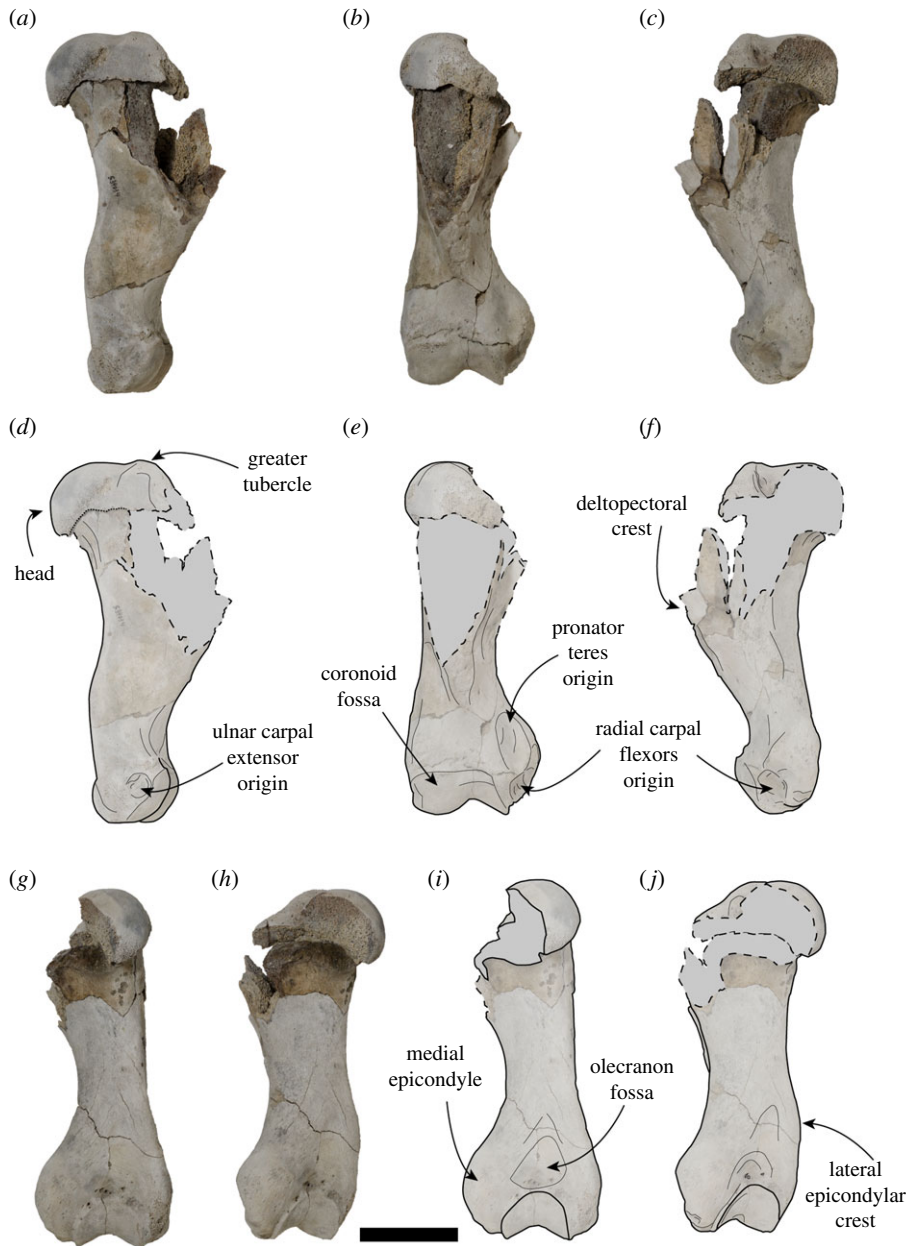 (a)
(b)
(c)
(d)
(e)
(f)
greater
tubercle
head
deltopectoral
crest
pronator
teres
origin
coronoid
fossa
ulnar carpal
extensor
origin
radial carpal
flexors
origin
(g)
(h)
(i)
(j)
medial
epicondyle
olecranon
fossa
lateral
epicondylar
crest